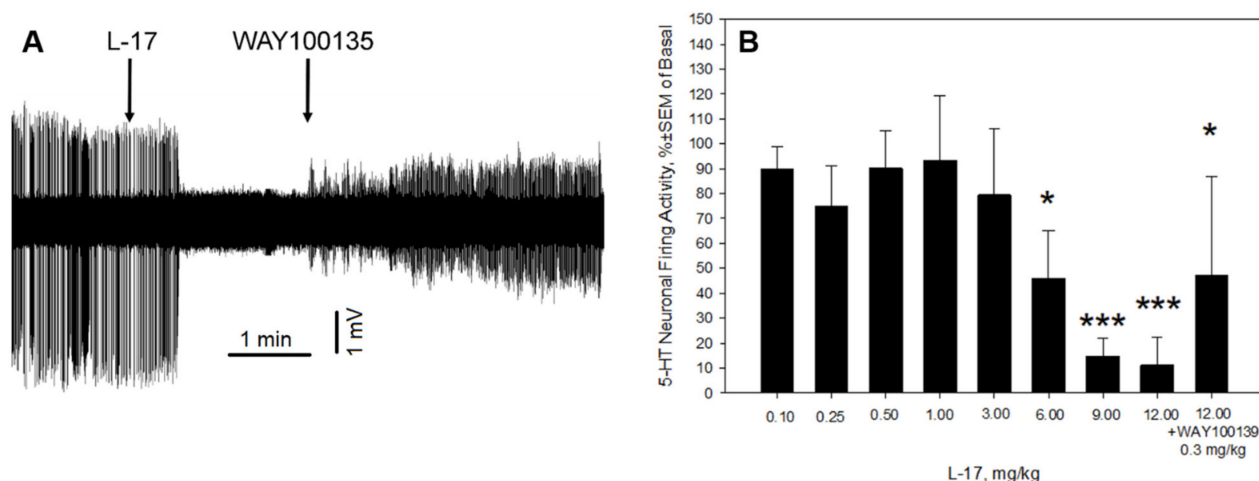 A
L-17
WAY100135
1 min
1 mV
B
5-HT Neuronal Firing Activity, %±SEM of Basal
150
140
130
120
110
100
90
80
70
60
50
40
30
20
10
0
*
***
***
*
0.10 0.25 0.50 1.00 3.00 6.00 9.00 12.00 12.00
+WAY100139
0.3 mg/kg
L-17, mg/kg